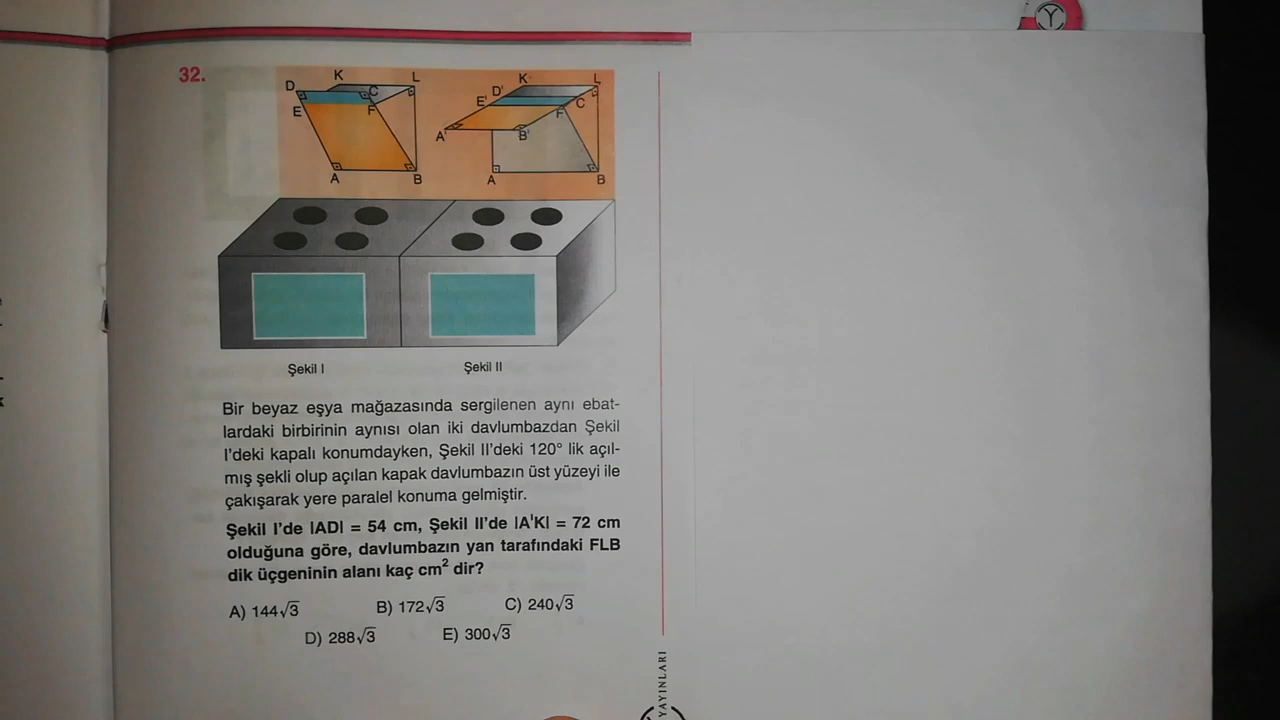 32.
D K C L
E F
A B
D' K L
E' C
F
A' B'
A B
Şekil I Şekil II
Bir beyaz eşya mağazasında sergilenen aynı ebat-
lardaki birbirinin aynısı olan iki davlumbazdan Şekil
I'deki kapalı konumdayken, Şekil II'deki 120° lik açıl-
mış şekli olup açılan kapak davlumbazın üst yüzeyi ile
çakışarak yere paralel konuma gelmiştir.
Şekil I'de |AD| = 54 cm, Şekil II'de |A'K| = 72 cm
olduğuna göre, davlumbazın yan tarafındaki FLB
dik üçgeninin alanı kaç cm² dir?
A) 144√3 B) 172√3 C) 240√3
D) 288√3 E) 300√3
YAYINLARI